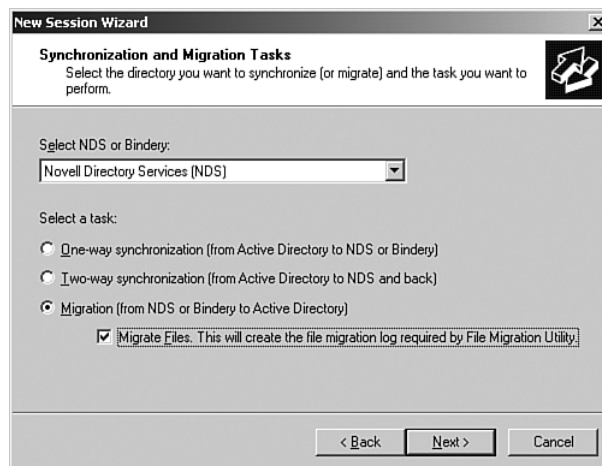 New Session Wizard
Synchronization and Migration Tasks
Select the directory you want to synchronize (or migrate) and the task you want to
perform.
Select NDS or Bindery:
Novell Directory Services (NDS)
Select a task:
One-way synchronization (from Active Directory to NDS or Bindery)
Two-way synchronization (from Active Directory to NDS and back)
Migration (from NDS or Bindery to Active Directory)
Migrate Files. This will create the file migration log required by File Migration Utility.
< Back
Next >
Cancel